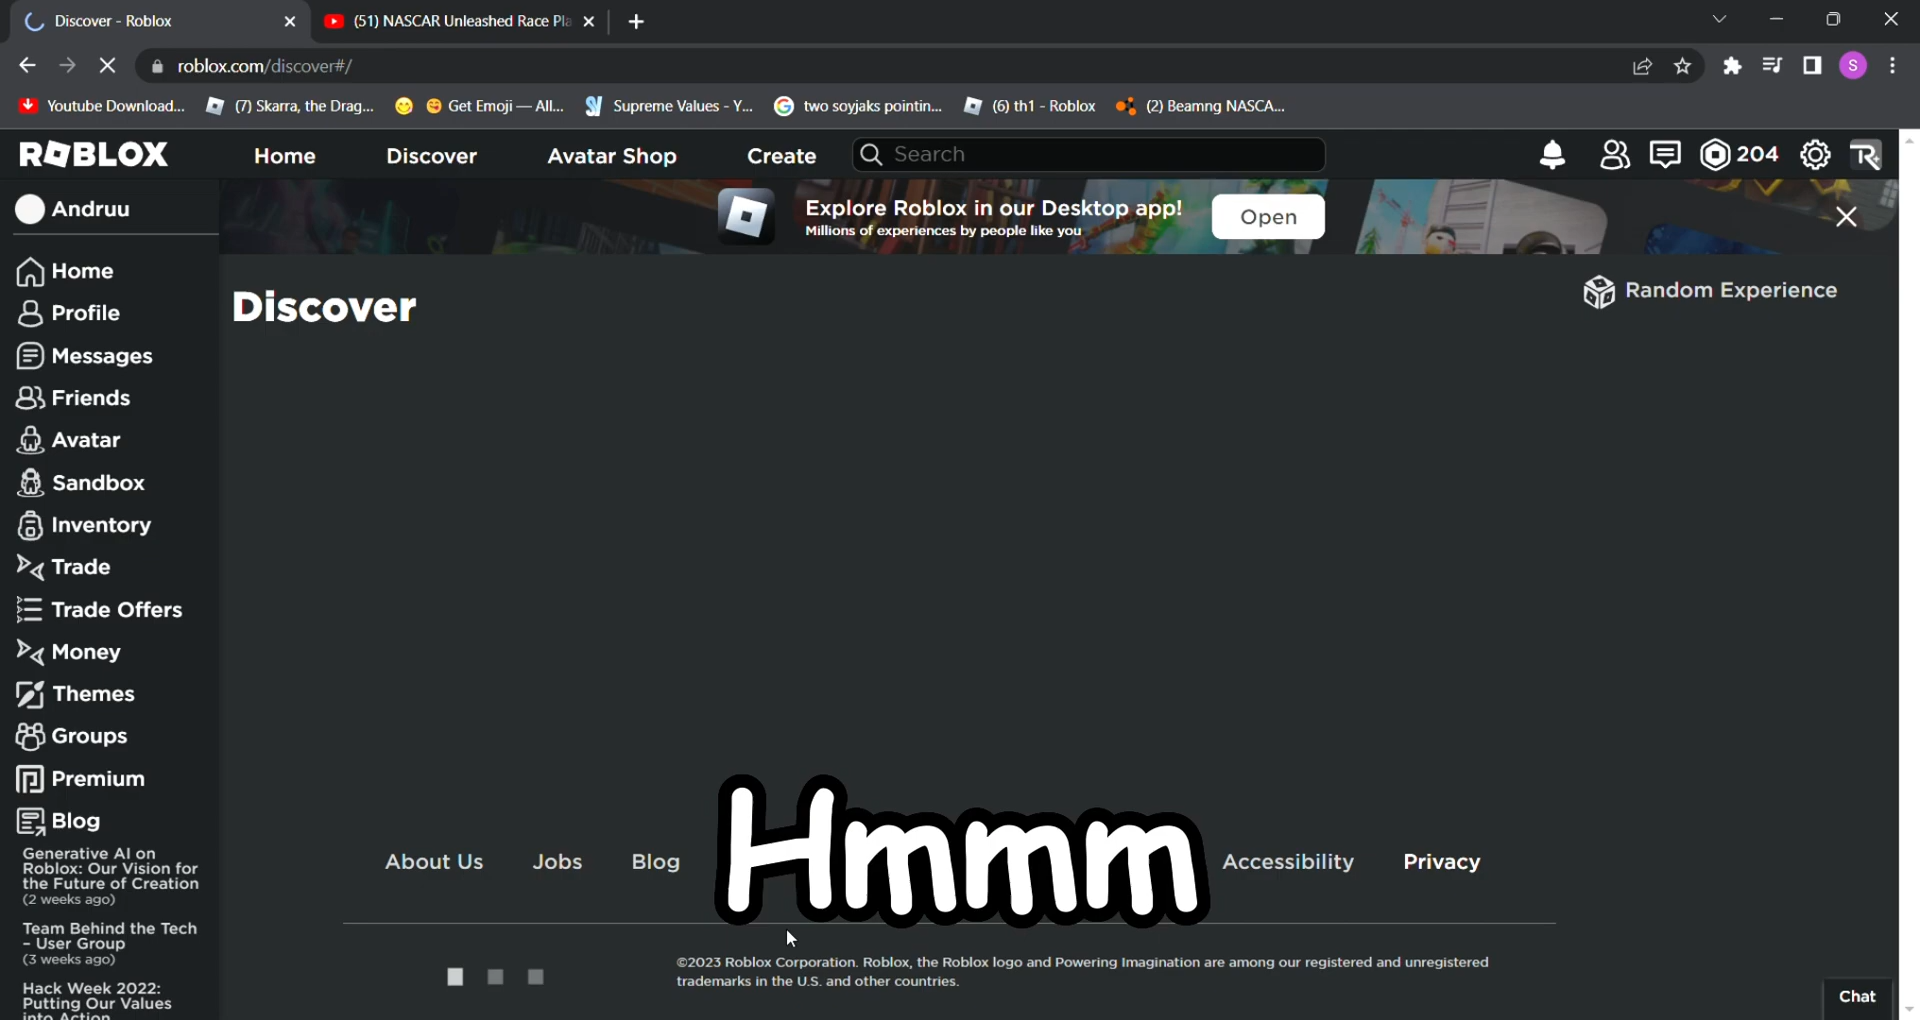 Discover - Roblox
(51) NASCAR Unleashed Race Pla
roblox.com/discover#/
S
Youtube Download...
(7) Skarra, the Drag...
Get Emoji — All...
Supreme Values - Y...
two soyjaks pointin...
(6) th1 - Roblox
(2) Beamng NASCA...
ROBLOX
Home
Discover
Avatar Shop
Create
Search
204
Andruu
Explore Roblox in our Desktop app!
Millions of experiences by people like you
Open
Home
Profile
Messages
Friends
Avatar
Sandbox
Inventory
Trade
Trade Offers
Money
Themes
Groups
Premium
Blog
Generative AI on
Roblox: Our Vision for
the Future of Creation
(2 weeks ago)
Team Behind the Tech
- User Group
(3 weeks ago)
Hack Week 2022:
Putting Our Values
into Action
Discover
Random Experience
About Us
Jobs
Blog
Hmmm
Accessibility
Privacy
©2023 Roblox Corporation. Roblox, the Roblox logo and Powering Imagination are among our registered and unregistered
trademarks in the U.S. and other countries.
Chat